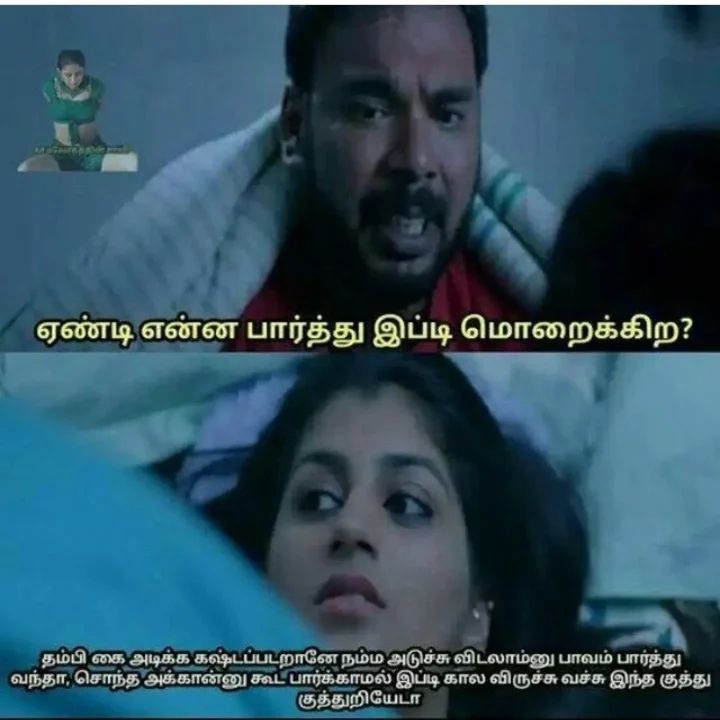 ஏண்டி என்ன பார்த்து இப்டி மொறைக்கிற?
தம்பி கை அடிக்க கஷ்டப்படறானே நம்ம அடுச்சு விடலாம்னு பாவம் பார்த்து
வந்தா, சொந்த அக்கான்னு கூட பார்க்காமல் இப்டி கால விருச்சு வச்சு இந்த குத்து
குத்துறியேடா